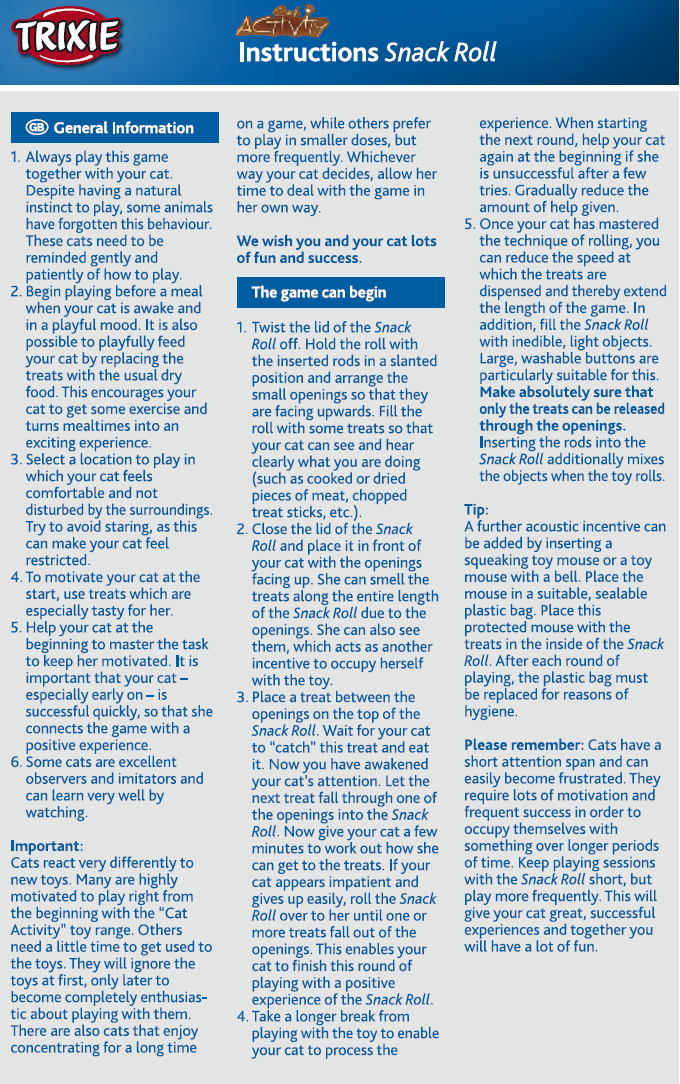 TRIXIE
ACTIVITY
Instructions Snack Roll
GB General Information
1. Always play this game
together with your cat.
Despite having a natural
instinct to play, some animals
have forgotten this behaviour.
These cats need to be
reminded gently and
patiently of how to play.
2. Begin playing before a meal
when your cat is awake and
in a playful mood. It is also
possible to playfully feed
your cat by replacing the
treats with the usual dry
food. This encourages your
cat to get some exercise and
turns mealtimes into an
exciting experience.
3. Select a location to play in
which your cat feels
comfortable and not
disturbed by the surroundings.
Try to avoid staring, as this
can make your cat feel
restricted.
4. To motivate your cat at the
start, use treats which are
especially tasty for her.
5. Help your cat at the
beginning to master the task
to keep her motivated. It is
important that your cat –
especially early on – is
successful quickly, so that she
connects the game with a
positive experience.
6. Some cats are excellent
observers and imitators and
can learn very well by
watching.
Important:
Cats react very differently to
new toys. Many are highly
motivated to play right from
the beginning with the “Cat
Activity” toy range. Others
need a little time to get used to
the toys. They will ignore the
toys at first, only later to
become completely enthusias-
tic about playing with them.
There are also cats that enjoy
concentrating for a long time
on a game, while others prefer
to play in smaller doses, but
more frequently. Whichever
way your cat decides, allow her
time to deal with the game in
her own way.
We wish you and your cat lots
of fun and success.
The game can begin
1. Twist the lid of the Snack
Roll off. Hold the roll with
the inserted rods in a slanted
position and arrange the
small openings so that they
are facing upwards. Fill the
roll with some treats so that
your cat can see and hear
clearly what you are doing
(such as cooked or dried
pieces of meat, chopped
treat sticks, etc.).
2. Close the lid of the Snack
Roll and place it in front of
your cat with the openings
facing up. She can smell the
treats along the entire length
of the Snack Roll due to the
openings. She can also see
them, which acts as another
incentive to occupy herself
with the toy.
3. Place a treat between the
openings on the top of the
Snack Roll. Wait for your cat
to “catch” this treat and eat
it. Now you have awakened
your cat’s attention. Let the
next treat fall through one of
the openings into the Snack
Roll. Now give your cat a few
minutes to work out how she
can get to the treats. If your
cat appears impatient and
gives up easily, roll the Snack
Roll over to her until one or
more treats fall out of the
openings. This enables your
cat to finish this round of
playing with a positive
experience of the Snack Roll.
4. Take a longer break from
playing with the toy to enable
your cat to process the
experience. When starting
the next round, help your cat
again at the beginning if she
is unsuccessful after a few
tries. Gradually reduce the
amount of help given.
5. Once your cat has mastered
the technique of rolling, you
can reduce the speed at
which the treats are
dispensed and thereby extend
the length of the game. In
addition, fill the Snack Roll
with inedible, light objects.
Large, washable buttons are
particularly suitable for this.
Make absolutely sure that
only the treats can be released
through the openings.
Inserting the rods into the
Snack Roll additionally mixes
the objects when the toy rolls.
Tip:
A further acoustic incentive can
be added by inserting a
squeaking toy mouse or a toy
mouse with a bell. Place the
mouse in a suitable, sealable
plastic bag. Place this
protected mouse with the
treats in the inside of the Snack
Roll. After each round of
playing, the plastic bag must
be replaced for reasons of
hygiene.
Please remember: Cats have a
short attention span and can
easily become frustrated. They
require lots of motivation and
frequent success in order to
occupy themselves with
something over longer periods
of time. Keep playing sessions
with the Snack Roll short, but
play more frequently. This will
give your cat great, successful
experiences and together you
will have a lot of fun.